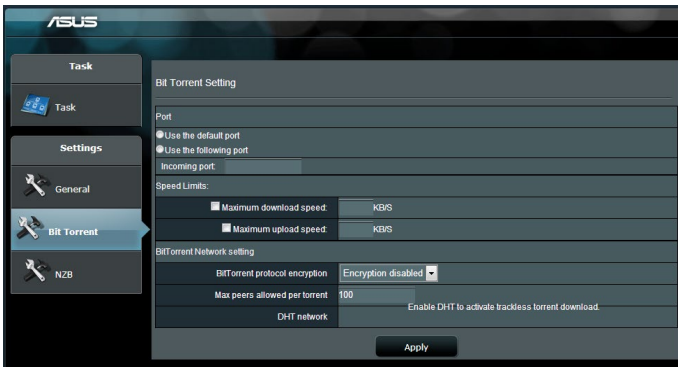 ASUS
Task
Task
Settings
General
Bit Torrent
NZB
Bit Torrent Setting
Port
Use the default port
Use the following port
Incoming port:
Speed Limits:
Maximum download speed: KB/S
Maximum upload speed: KB/S
BitTorrent Network setting
BitTorrent protocol encryption Encryption disabled
Max peers allowed per torrent 100
Enable DHT to activate trackless torrent download.
DHT network
Apply